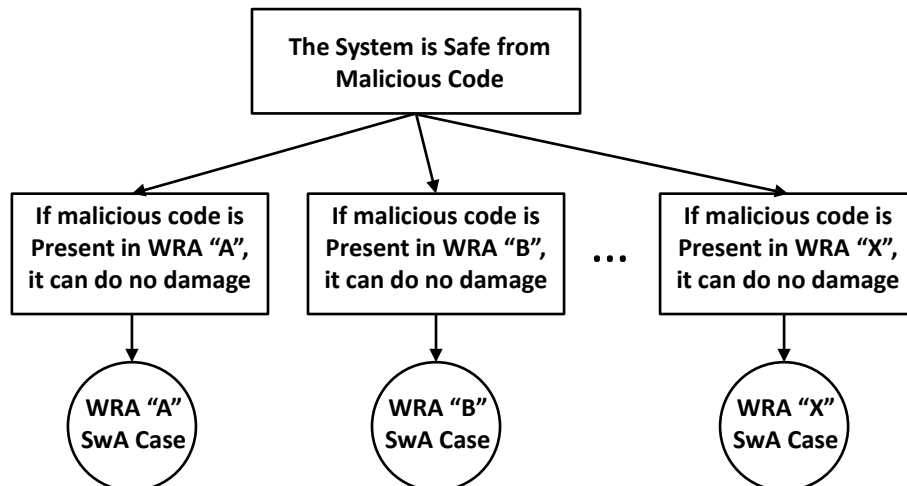 The System is Safe from
Malicious Code
If malicious code is
Present in WRA “A”,
it can do no damage
If malicious code is
Present in WRA “B”,
it can do no damage
...
If malicious code is
Present in WRA “X”,
it can do no damage
WRA “A”
SwA Case
WRA “B”
SwA Case
WRA “X”
SwA Case